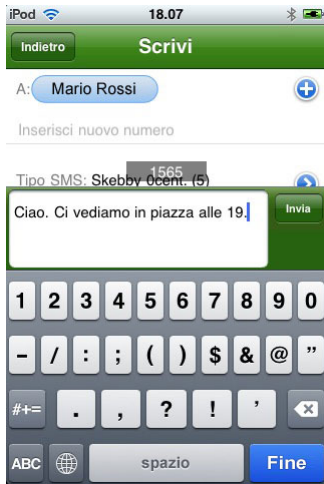 iPod 18.07
Indietro Scrivi
A: Mario Rossi
Inserisci nuovo numero
1565
Tipo SMS: Skebby 0cent. (5)
Ciao. Ci vediamo in piazza alle 19. Invia
1 2 3 4 5 6 7 8 9 0
- / : ; ( ) $ & @ ”
#+= . , ? ! ’
ABC spazio Fine